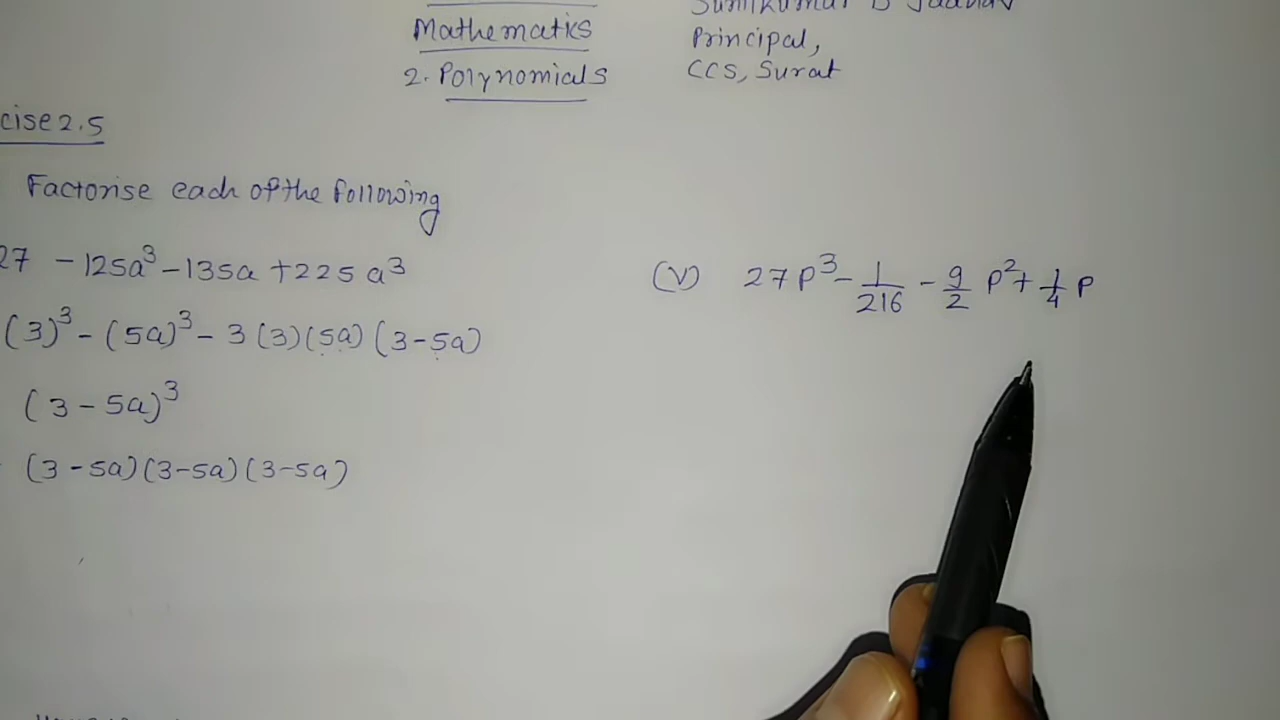 Mathematics
Principal,
2. Polynomials
CCS, Surat
cise 2.5
Factorise each of the following
27 - 125a³ - 135a + 225a³
(3)³ - (5a)³ - 3(3)(5a)(3-5a)
(3 - 5a)³
(3-5a)(3-5a)(3-5a)
(V) 27p³ - 1/216 - 9/2 p² + 1/4 p